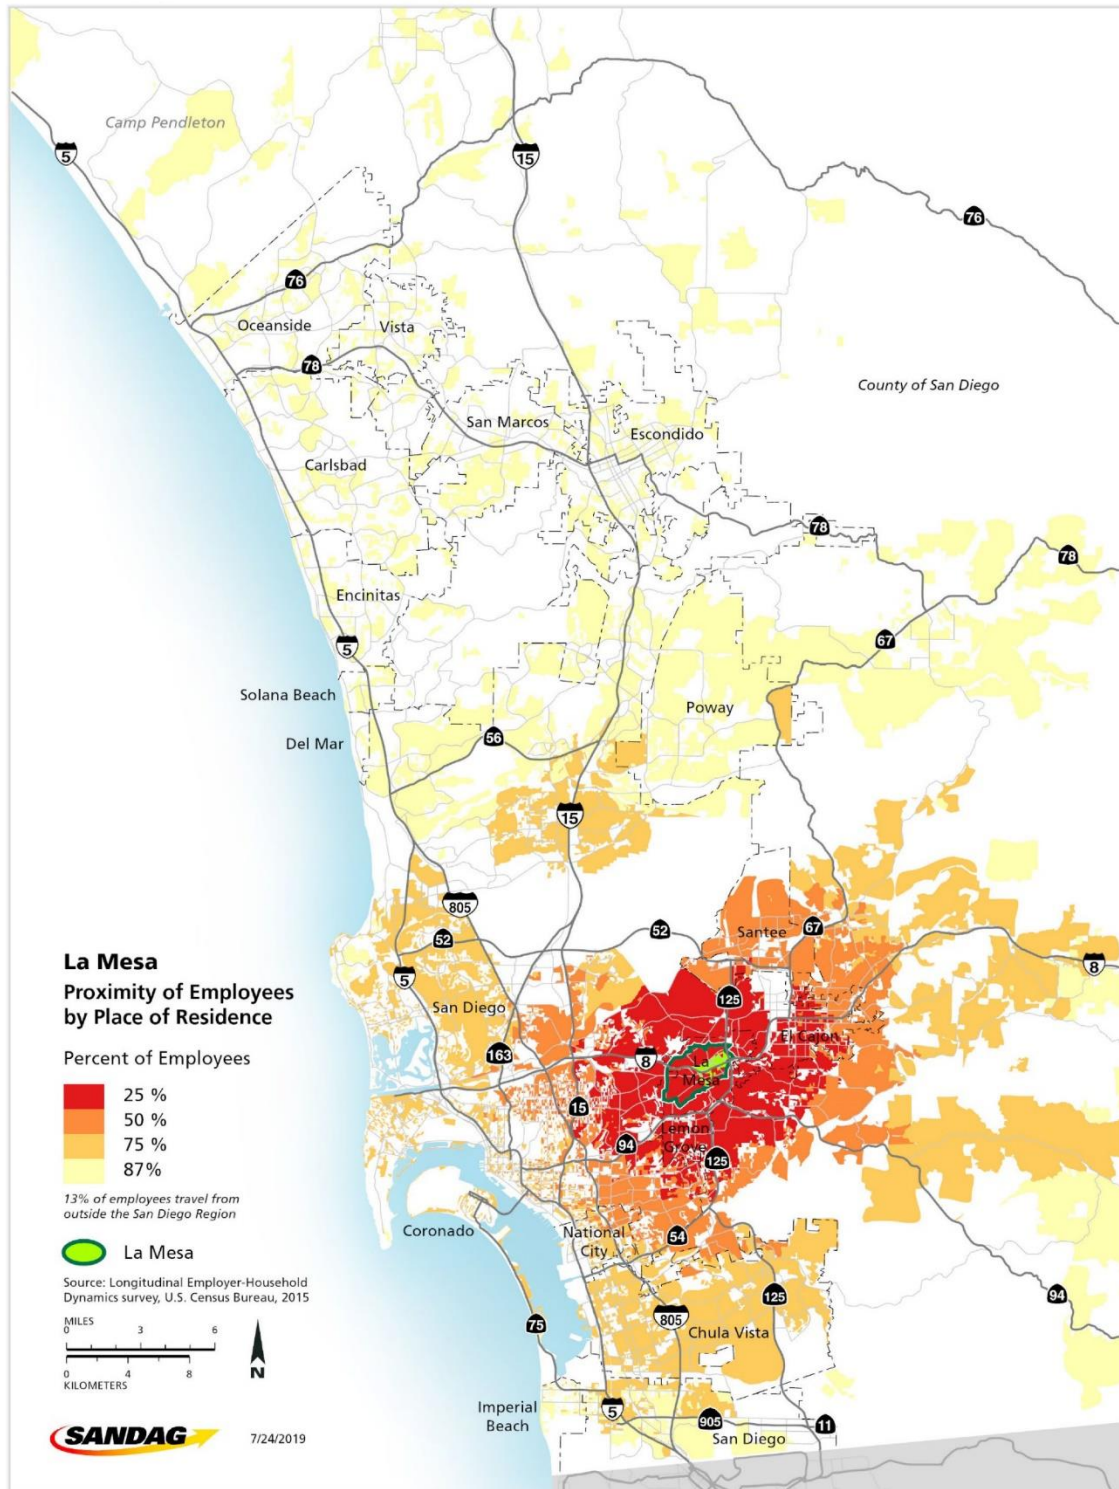 Camp Pendleton
5
15
76
76
Oceanside
Vista
78
County of San Diego
San Marcos
Escondido
Carlsbad
78
78
Encinitas
5
67
Solana Beach
Poway
Del Mar
56
15
805
52
52
Santee
67
La Mesa
Proximity of Employees
by Place of Residence
5
8
125
San Diego
El Cajon
Percent of Employees
163
8
La
Mesa
25 %
50 %
75 %
87%
15
94
Lemon
Grove
125
13% of employees travel from
outside the San Diego Region
Coronado
National
City
54
La Mesa
Source: Longitudinal Employer-Household
Dynamics survey, U.S. Census Bureau, 2015
125
94
805
75
Chula Vista
MILES
0 3 6
0 4 8
KILOMETERS
N
Imperial
Beach
5
905
11
San Diego
SANDAG
7/24/2019